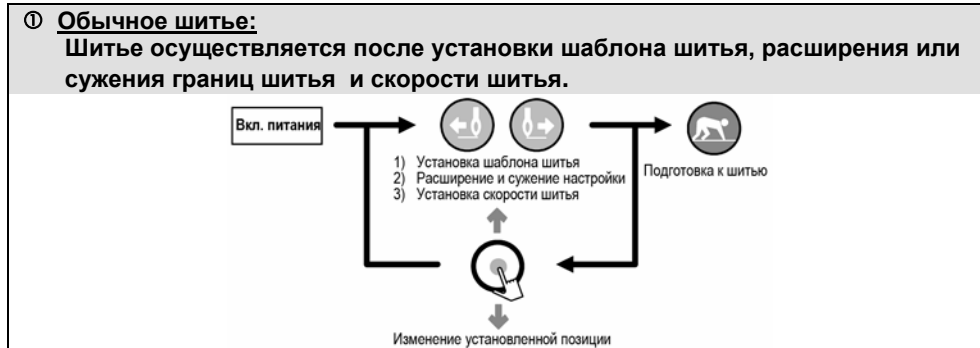 ① Обычное шитье:
Шитье осуществляется после установки шаблона шитья, расширения или
сужения границ шитья и скорости шитья.
Вкл. питания
1) Установка шаблона шитья
2) Расширение и сужение настройки
3) Установка скорости шитья
Подготовка к шитью
Изменение установленной позиции